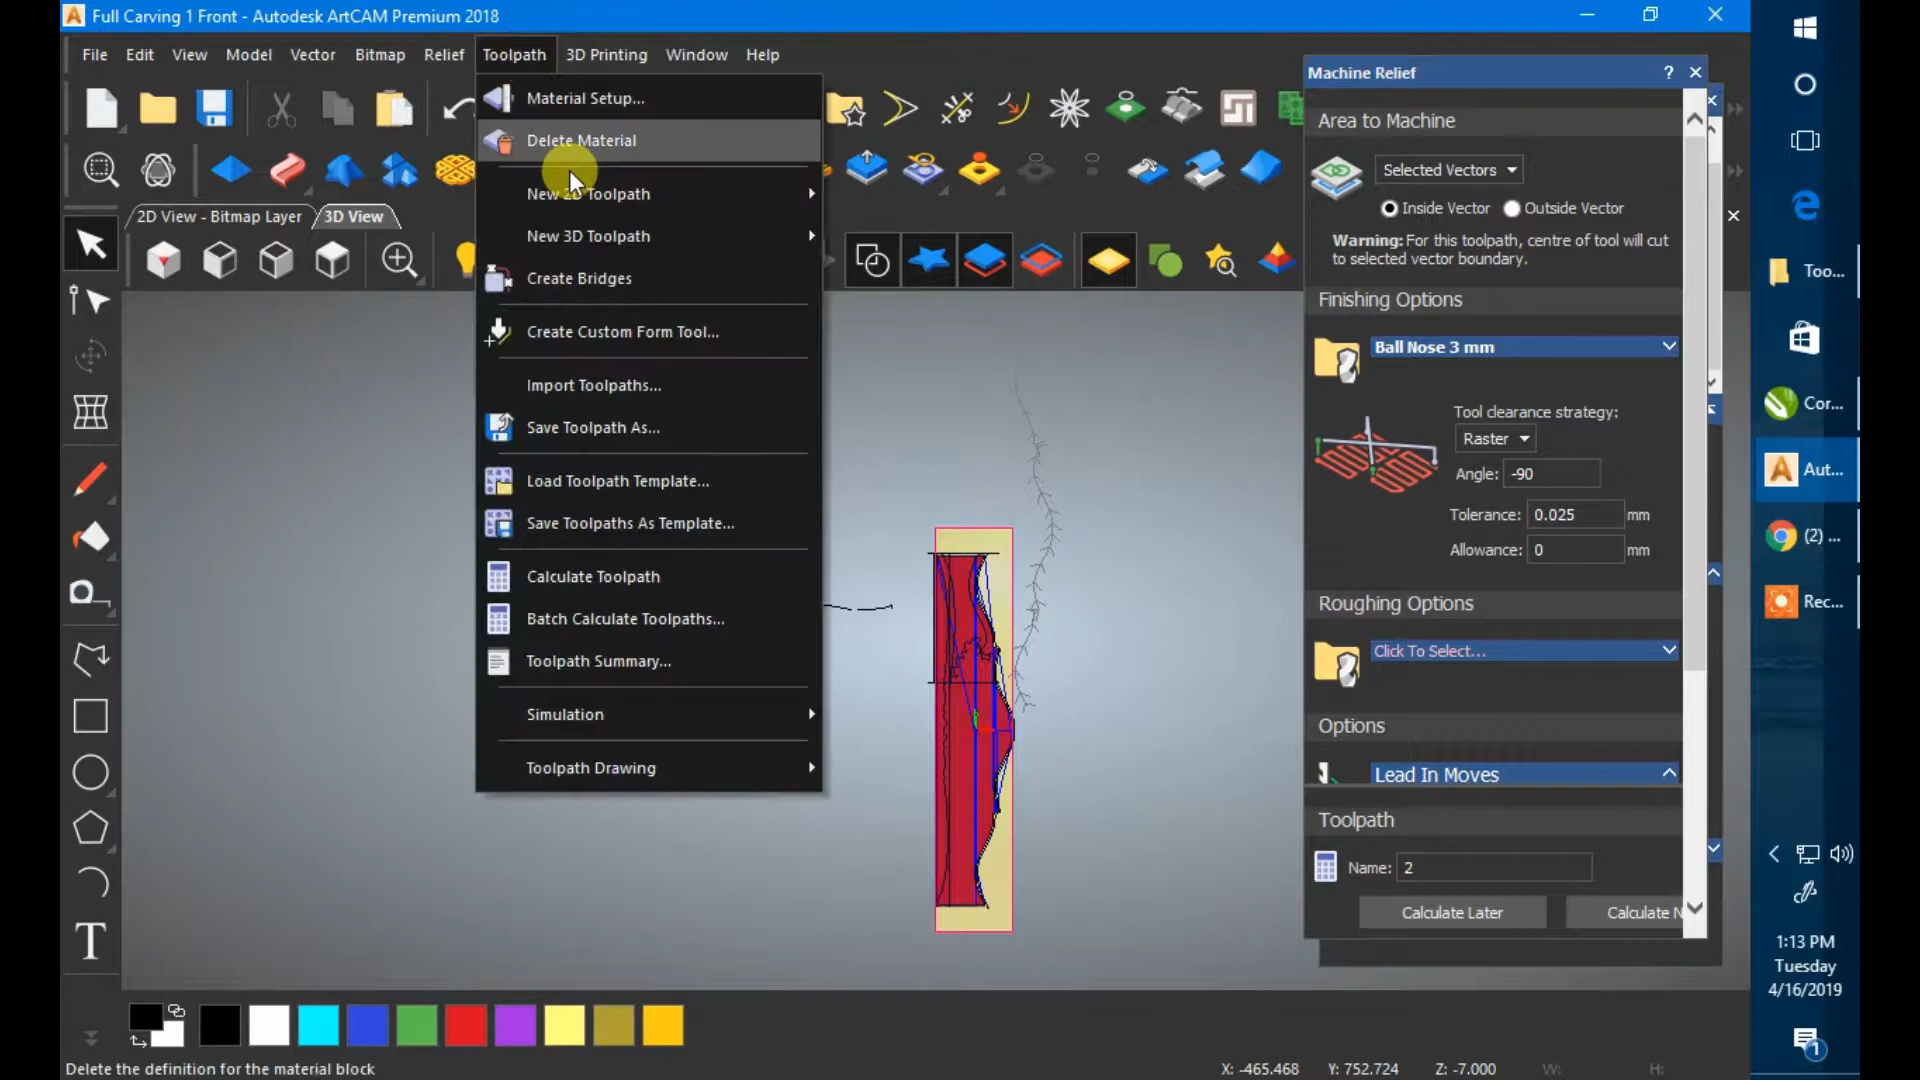 Full Carving 1 Front - Autodesk ArtCAM Premium 2018
File Edit View Model Vector Bitmap Relief Toolpath 3D Printing Window Help
Material Setup...
Delete Material
New 2D Toolpath
New 3D Toolpath
Create Bridges
Create Custom Form Tool...
Import Toolpaths...
Save Toolpath As...
Load Toolpath Template...
Save Toolpaths As Template...
Calculate Toolpath
Batch Calculate Toolpaths...
Toolpath Summary...
Simulation
Toolpath Drawing
2D View - Bitmap Layer
3D View
T
Machine Relief
?
Area to Machine
Selected Vectors
Inside Vector Outside Vector
Warning: For this toolpath, centre of tool will cut
to selected vector boundary.
Finishing Options
Ball Nose 3 mm
Tool clearance strategy:
Raster
Angle: -90
Tolerance: 0.025 mm
Allowance: 0 mm
Roughing Options
Click To Select...
Options
Lead In Moves
Toolpath
Name: 2
Calculate Later
Calculate N
Too...
Cor...
Aut...
(2) ...
Rec...
1:13 PM
Tuesday
4/16/2019
1
Delete the definition for the material block
X: -465.468 Y: 752.724 Z: -7.000 W: H: